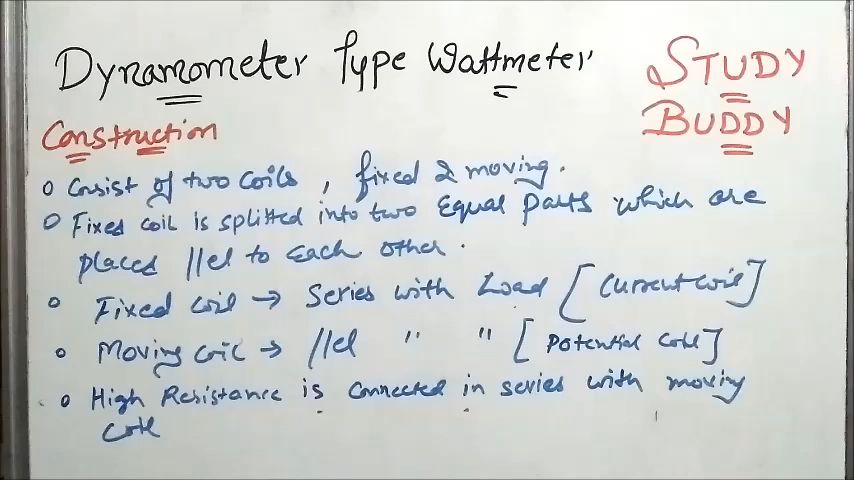 Dynamometer Type Wattmeter
STUDY
BUDDY
Construction
o Consist of two coils, fixed & moving.
o Fixed coil is splitted into two Equal parts which are
places //el to Each other.
o Fixed coil → Series with Load [Current coil]
o Moving coil → //el " " [Potential coil]
o High Resistance is connected in series with moving
coil